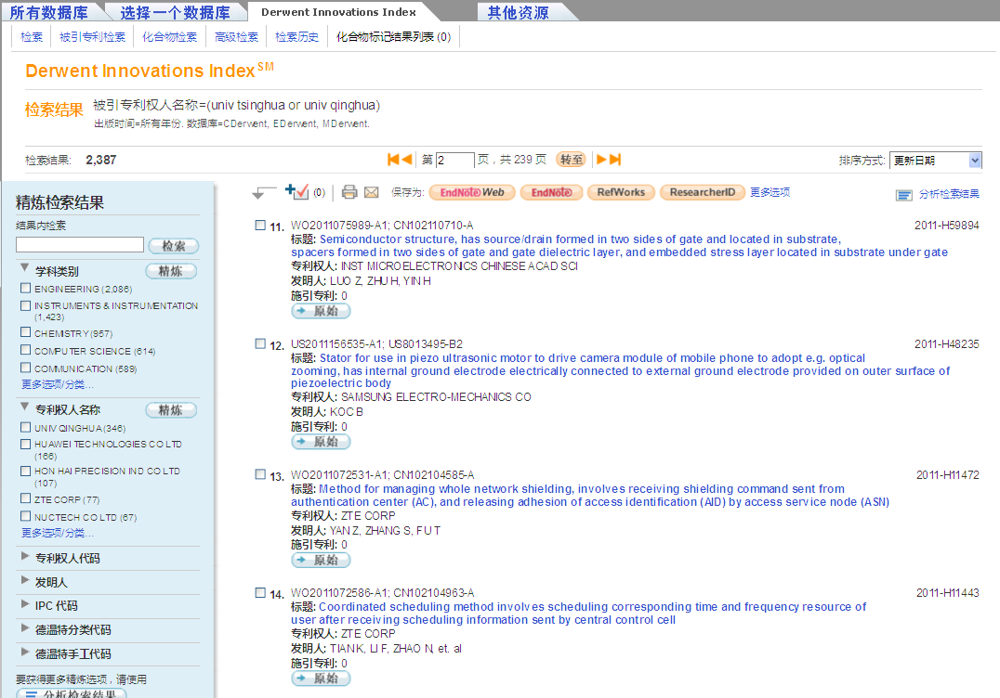 所有数据库 选择一个数据库 Derwent Innovations Index 其他资源
检索 被引专利检索 化合物检索 高级检索 检索历史 化合物标记结果列表 (0)
Derwent Innovations Index SM
检索结果 被引专利权人名称=(univ tsinghua or univ qinghua)
出版时间=所有年份. 数据库=CDerwent, EDerwent, MDerwent.
检索结果: 2,387 第 2 页，共 239 页 转至 排序方式: 更新日期
精炼检索结果
结果内检索
检索
学科类别 精炼
ENGINEERING (2,086)
INSTRUMENTS & INSTRUMENTATION
(1,423)
CHEMISTRY (957)
COMPUTER SCIENCE (614)
COMMUNICATION (589)
更多选项/分类...
专利权人名称 精炼
UNIV QINGHUA (346)
HUAWEI TECHNOLOGIES CO LTD
(166)
HON HAI PRECISION IND CO LTD
(107)
ZTE CORP (77)
NUCTECH CO LTD (67)
更多选项/分类...
专利权人代码
发明人
IPC 代码
德温特分类代码
德温特手工代码
要获得更多精炼选项，请使用
分析检索结果
(0) 保存为: EndNote Web EndNote RefWorks ResearcherID 更多选项 分析检索结果
11. WO2011075989-A1; CN102110710-A 2011-H59894
标题: Semiconductor structure, has source/drain formed in two sides of gate and located in substrate,
spacers formed in two sides of gate and gate dielectric layer, and embedded stress layer located in substrate under gate
专利权人: INST MICROELECTRONICS CHINESE ACAD SCI
发明人: LUO Z, ZHU H, YIN H
施引专利: 0
原始
12. US2011156535-A1; US8013495-B2 2011-H48235
标题: Stator for use in piezo ultrasonic motor to drive camera module of mobile phone to adopt e.g. optical
zooming, has internal ground electrode electrically connected to external ground electrode provided on outer surface of
piezoelectric body
专利权人: SAMSUNG ELECTRO-MECHANICS CO
发明人: KOC B
施引专利: 0
原始
13. WO2011072531-A1; CN102104585-A 2011-H11472
标题: Method for managing whole network shielding, involves receiving shielding command sent from
authentication center (AC), and releasing adhesion of access identification (AID) by access service node (ASN)
专利权人: ZTE CORP
发明人: YAN Z, ZHANG S, FU T
施引专利: 0
原始
14. WO2011072586-A1; CN102104963-A 2011-H11443
标题: Coordinated scheduling method involves scheduling corresponding time and frequency resource of
user after receiving scheduling information sent by central control cell
专利权人: ZTE CORP
发明人: TIAN K, LI F, ZHAO N, et. al
施引专利: 0
原始